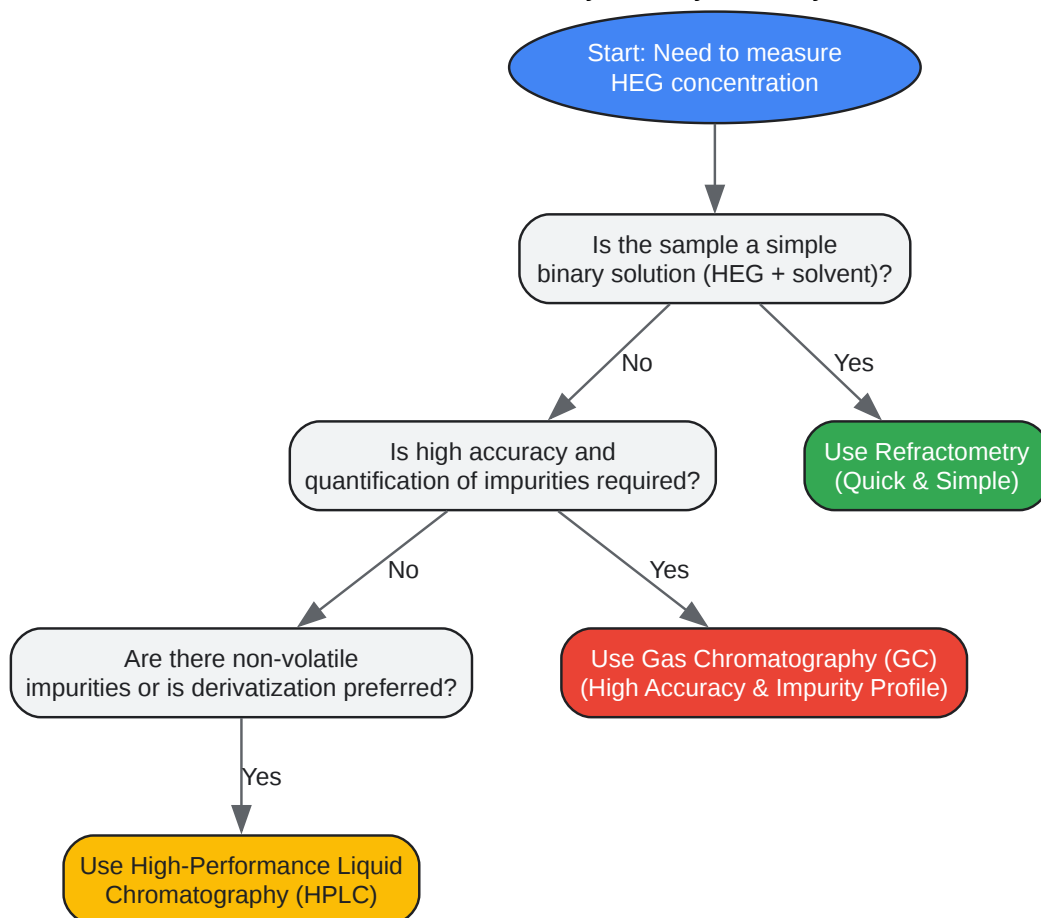 Start: Need to measure
HEG concentration
Is the sample a simple
binary solution (HEG + solvent)?
No
Yes
Is high accuracy and
quantification of impurities required?
Use Refractometry
(Quick & Simple)
No
Yes
Are there non-volatile
impurities or is derivatization preferred?
Use Gas Chromatography (GC)
(High Accuracy & Impurity Profile)
Yes
Use High-Performance Liquid
Chromatography (HPLC)